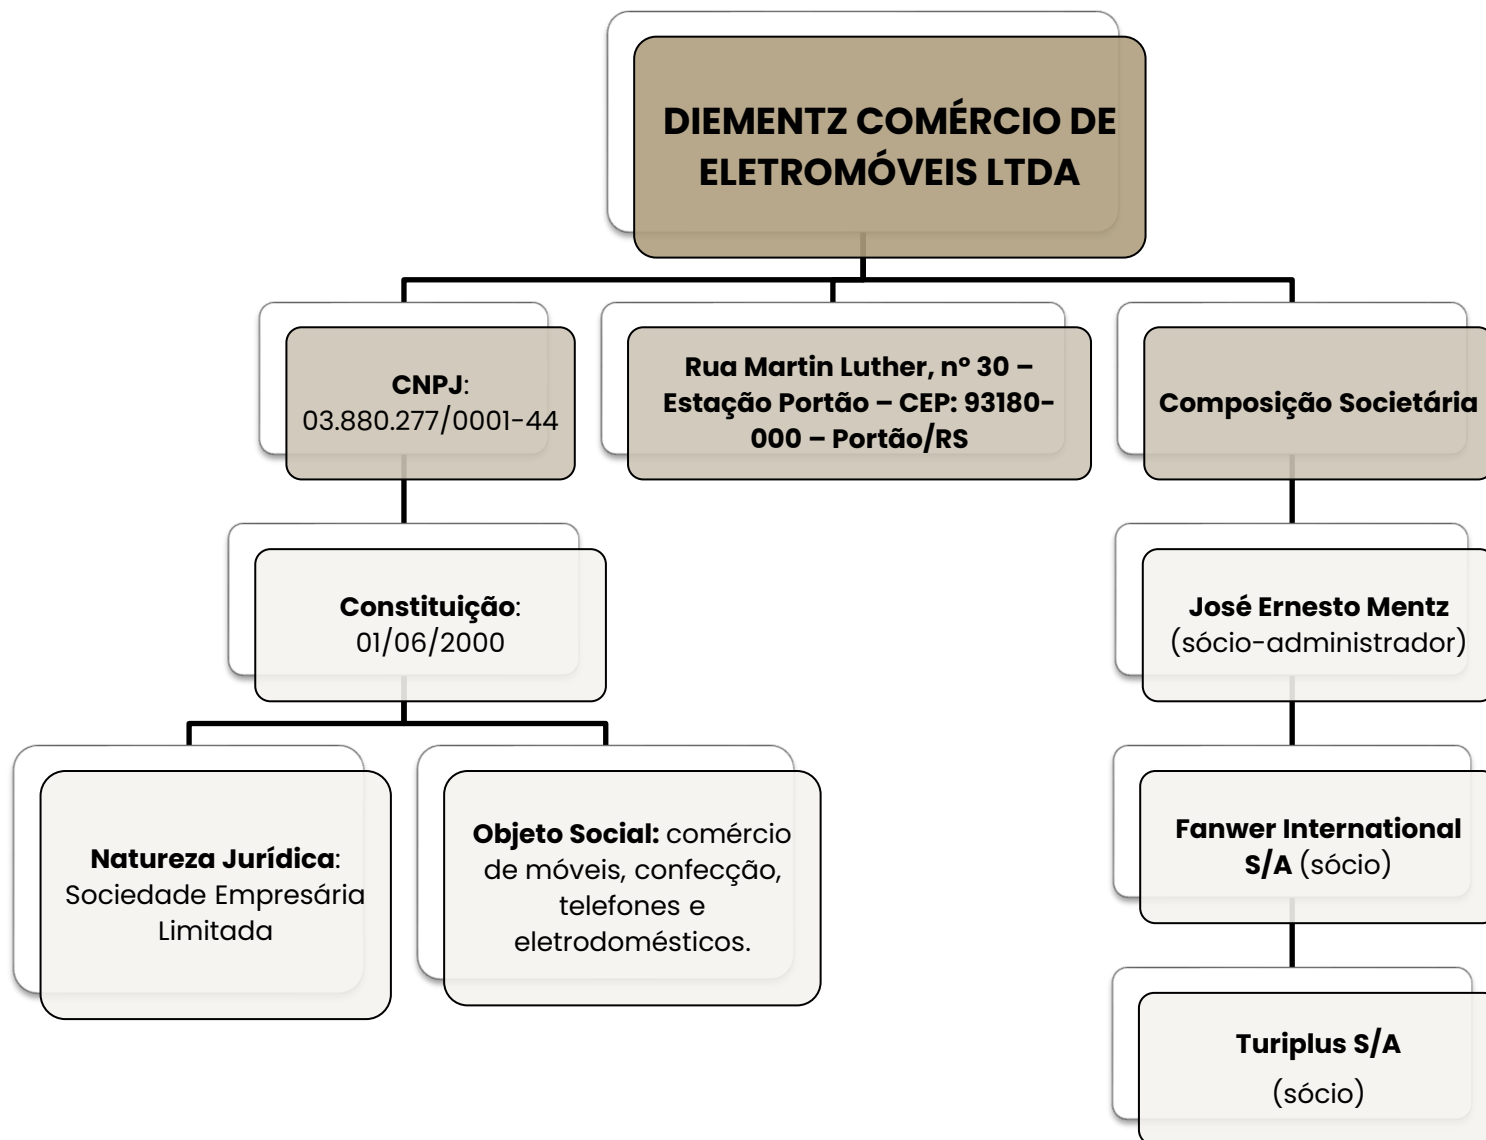 DIEMENTZ COMÉRCIO DE
ELETROMÓVEIS LTDA
CNPJ:
03.880.277/0001-44
Rua Martin Luther, nº 30 –
Estação Portão – CEP: 93180-
000 – Portão/RS
Composição Societária
Constituição:
01/06/2000
José Ernesto Mentz
(sócio-administrador)
Natureza Jurídica:
Sociedade Empresária
Limitada
Objeto Social: comércio
de móveis, confecção,
telefones e
eletrodomésticos.
Fanwer International
S/A (sócio)
Turiplus S/A
(sócio)